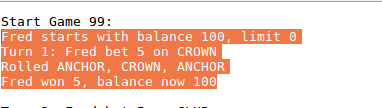 Start Game 99:
Fred starts with balance 100, limit 0
Turn 1: Fred bet 5 on CROWN
Rolled ANCHOR, CROWN, ANCHOR
Fred won 5, balance now 100